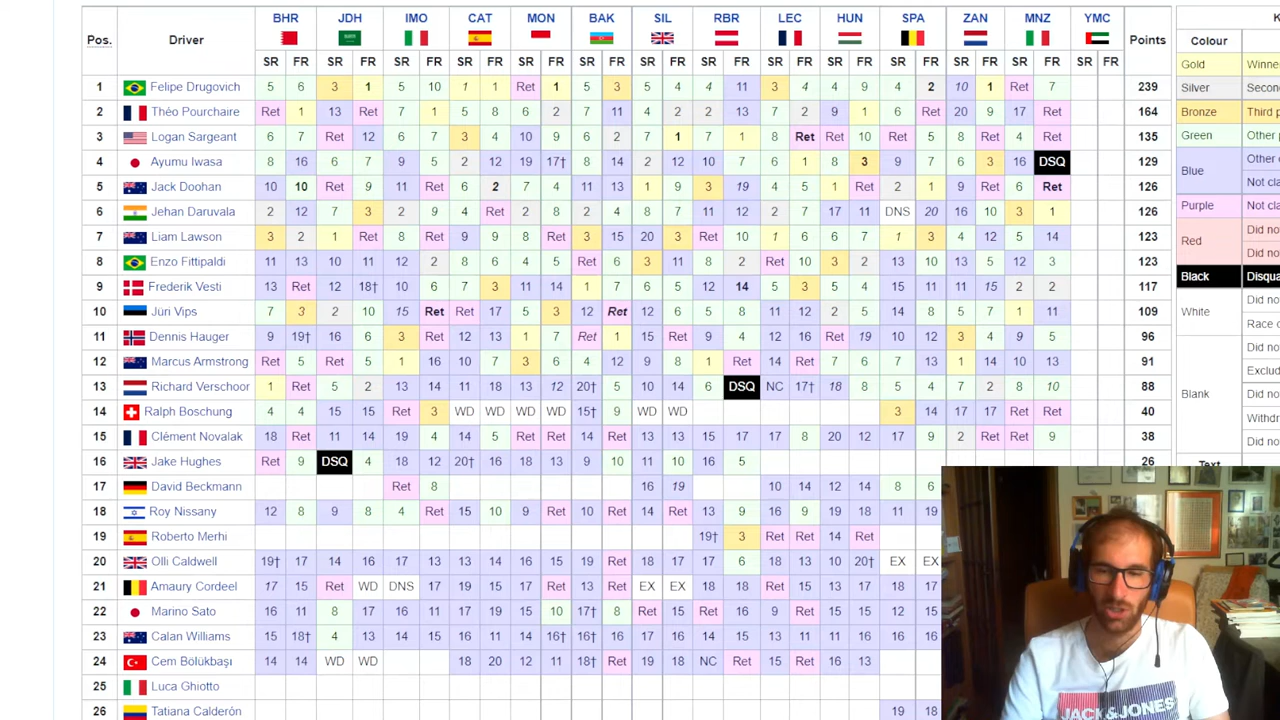 BHR JDH IMO CAT MON BAK SIL RBR LEC HUN SPA ZAN MNZ YMC K
Pos. Driver Points Colour
SR FR SR FR SR FR SR FR SR FR SR FR SR FR SR FR SR FR SR FR SR FR SR FR SR FR SR FR
Gold Winne
1 Felipe Drugovich 5 6 3 1 5 10 1 1 Ret 1 5 3 5 4 4 11 3 4 4 9 4 2 10 1 Ret 7 239
Silver Secon
2 Théo Pourchaire Ret 1 13 Ret 7 1 5 8 6 2 7 11 4 2 2 13 7 2 9 1 6 Ret 20 9 17 Ret 164
Bronze Third p
3 Logan Sargeant 6 7 Ret 12 6 7 3 4 10 9 6 2 7 1 7 1 8 Ret Ret 10 Ret 5 8 Ret 4 Ret 135
Green Other p
4 Ayumu Iwasa 8 16 6 7 9 5 2 12 19 17† 8 14 2 12 10 7 6 1 8 3 9 7 6 3 16 DSQ 129
Blue Other c
Not cla
5 Jack Doohan 10 10 Ret 9 11 Ret 6 2 7 4 11 13 1 9 3 19 4 5 1 Ret 2 1 9 Ret 6 Ret 126
Purple Not cla
6 Jehan Daruvala 2 12 7 3 2 9 4 Ret 2 8 2 4 8 7 11 12 2 7 17 11 DNS 20 16 10 3 1 126
Red Did no
Did no
7 Liam Lawson 3 2 1 Ret 8 Ret 9 9 8 Ret 3 15 20 3 Ret 10 1 6 6 7 1 3 4 12 5 14 123
8 Enzo Fittipaldi 11 13 10 11 12 2 8 6 4 5 Ret 6 3 11 8 2 Ret 10 3 2 13 10 13 5 12 3 123
Black Disqua
9 Frederik Vesti 13 Ret 12 18† 10 6 7 3 11 14 1 7 6 5 12 14 5 3 4 4 15 11 11 15 2 2 117
White Did no
Race c
10 Jüri Vips 7 3 2 10 15 Ret Ret 17 5 3 12 Ret 12 6 5 8 11 12 2 5 14 8 5 7 1 11 109
11 Dennis Hauger 9 19† 16 6 3 Ret 12 13 1 7 Ret 1 15 Ret 8 4 12 16 Ret 19 10 12 3 4 9 5 96
Blank Did no
Exclud
Did no
Withd
Did no
12 Marcus Armstrong Ret 5 Ret 5 1 16 10 7 3 6 4 12 9 8 1 Ret 14 Ret 7 6 7 13 1 14 10 13 91
13 Richard Verschoor 1 Ret 5 2 13 14 11 18 13 12 20† 5 10 14 6 DSQ NC 17† 18 8 5 4 7 2 8 10 88
14 Ralph Boschung 4 4 15 15 Ret 3 WD WD WD WD 15† 9 WD WD 3 14 17 17 Ret Ret 40
15 Clément Novalak 18 Ret 11 14 19 4 14 5 Ret Ret 14 Ret 13 13 15 17 17 8 20 12 17 9 2 Ret Ret 9 38
Text
16 Jake Hughes Ret 9 DSQ 4 18 12 20† 16 18 13 9 10 11 10 16 5 26
17 David Beckmann Ret 8 16 19 10 14 12 14 8 6
18 Roy Nissany 12 8 9 8 4 Ret 15 10 9 Ret 10 Ret 14 Ret 13 9 16 9 19 18 11 19
19 Roberto Merhi 19† 3 Ret Ret 14 Ret
20 Olli Caldwell 19† 17 14 16 17 13 13 14 16 15 19 Ret 18 17 17 6 18 13 10 20† EX EX
21 Amaury Cordeel 17 15 Ret WD DNS 19 15 17 Ret 13 Ret EX EX 18 18 Ret 15 15 17 18 17
22 Marino Sato 16 11 8 17 16 11 17 19 15 10 17† 8 Ret 15 Ret 16 9 Ret 16 15 12 15
23 Calan Williams 15 18† 4 13 14 15 16 11 14 16† 16† 16 17 16 14 15 13 11 13 16 16 16
24 Cem Bölükbaşı 14 14 WD WD 18 20 12 11 18† Ret 19 18 NC Ret 15 Ret 16 13
25 Luca Ghiotto
26 Tatiana Calderón 19 18
JACK & JONES